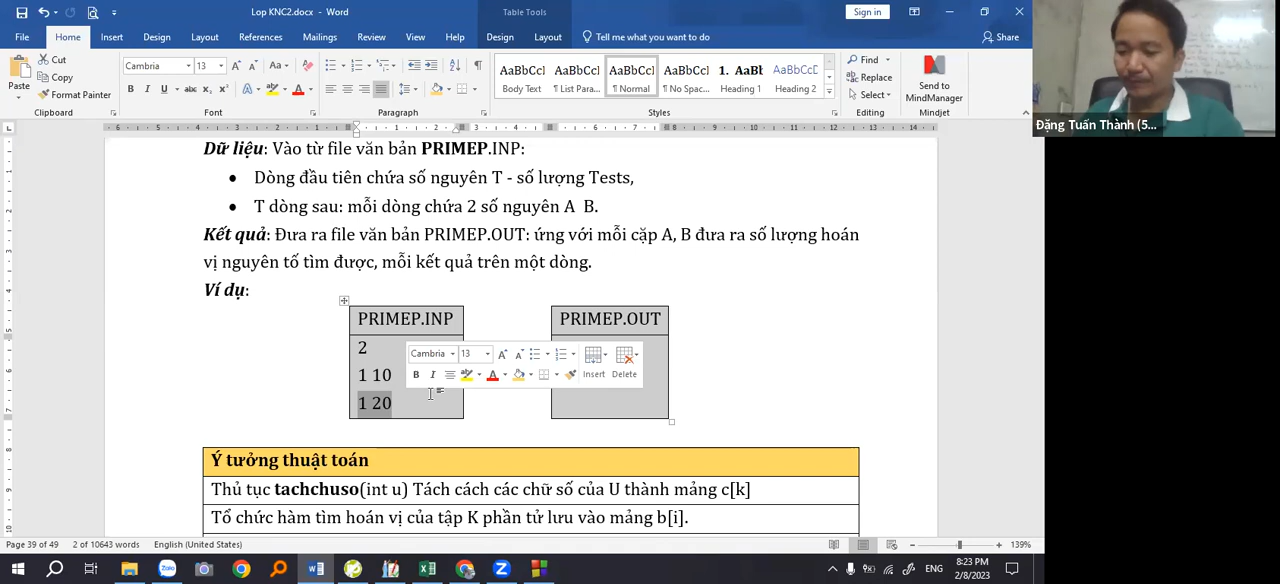 Lop KNC2.docx - Word
Table Tools
Sign in
File Home Insert Design Layout References Mailings Review View Help Design Layout Tell me what you want to do Share
Paste
Cut
Copy
Format Painter
Clipboard
Cambria 13
Font
Paragraph
AaBbCcI AaBbCcI AaBbCcI AaBbCcI 1. AaBb AaBbCcD
Body Text ¶ List Para... ¶ Normal ¶ No Spac... Heading 1 Heading 2
Styles
Find
Replace
Select
Editing
Send to
MindManager
Mindjet
Đặng Tuấn Thành (5...
Dữ liệu: Vào từ file văn bản PRIMEP.INP:
• Dòng đầu tiên chứa số nguyên T - số lượng Tests,
• T dòng sau: mỗi dòng chứa 2 số nguyên A B.
Kết quả: Đưa ra file văn bản PRIMEP.OUT: ứng với mỗi cặp A, B đưa ra số lượng hoán
vị nguyên tố tìm được, mỗi kết quả trên một dòng.
Ví dụ:
PRIMEP.INP PRIMEP.OUT
2
1 10
1 20
Cambria 13
Insert Delete
Ý tưởng thuật toán
Thủ tục tachchuso(int u) Tách cách các chữ số của U thành mảng c[k]
Tổ chức hàm tìm hoán vị của tập K phần tử lưu vào mảng b[i].
Page 39 of 49 2 of 10643 words English (United States) 139%
Zalo
ENG
8:23 PM
2/8/2023